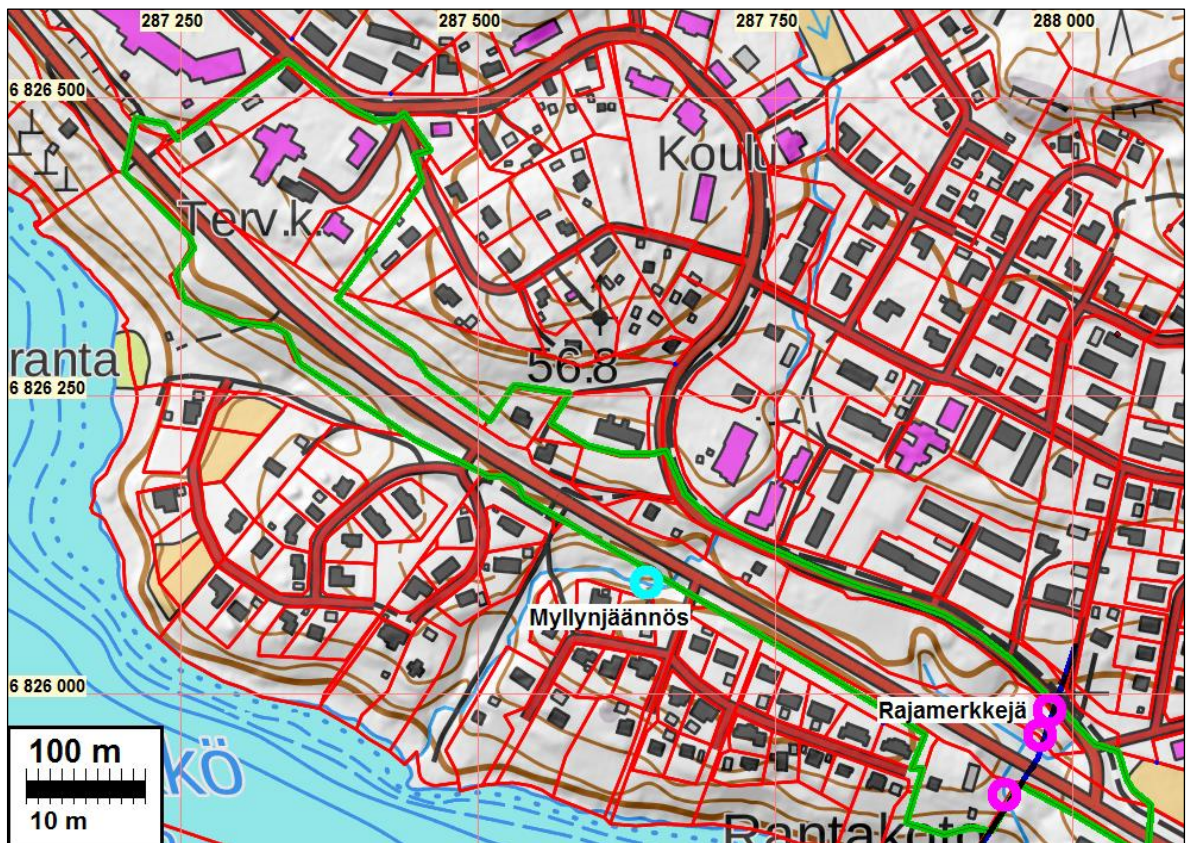 287 250
287 500
287 750
288 000
6 826 500
Koulu
Terv.k.
ranta
56.8
6 826 250
Myllynjäännös
6 826 000
Rajamerkkejä
100 m
10 m
KÖ
Rantakoto